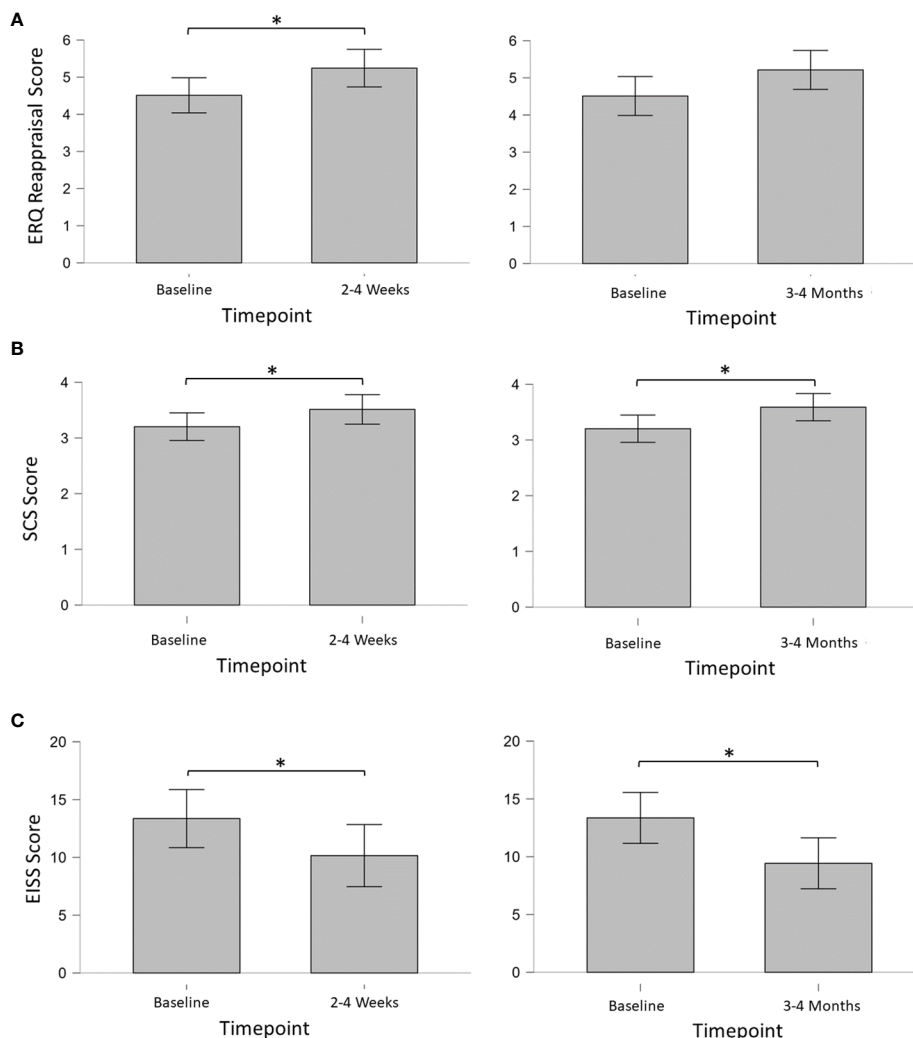 A
*
ERQ Reappraisal Score
6
5
4
3
2
1
0
Baseline
2-4 Weeks
Timepoint
6
5
4
3
2
1
0
Baseline
3-4 Months
Timepoint
B
*
SCS Score
4
3
2
1
0
Baseline
2-4 Weeks
Timepoint
*
4
3
2
1
0
Baseline
3-4 Months
Timepoint
C
*
EISS Score
20
15
10
5
0
Baseline
2-4 Weeks
Timepoint
*
20
15
10
5
0
Baseline
3-4 Months
Timepoint